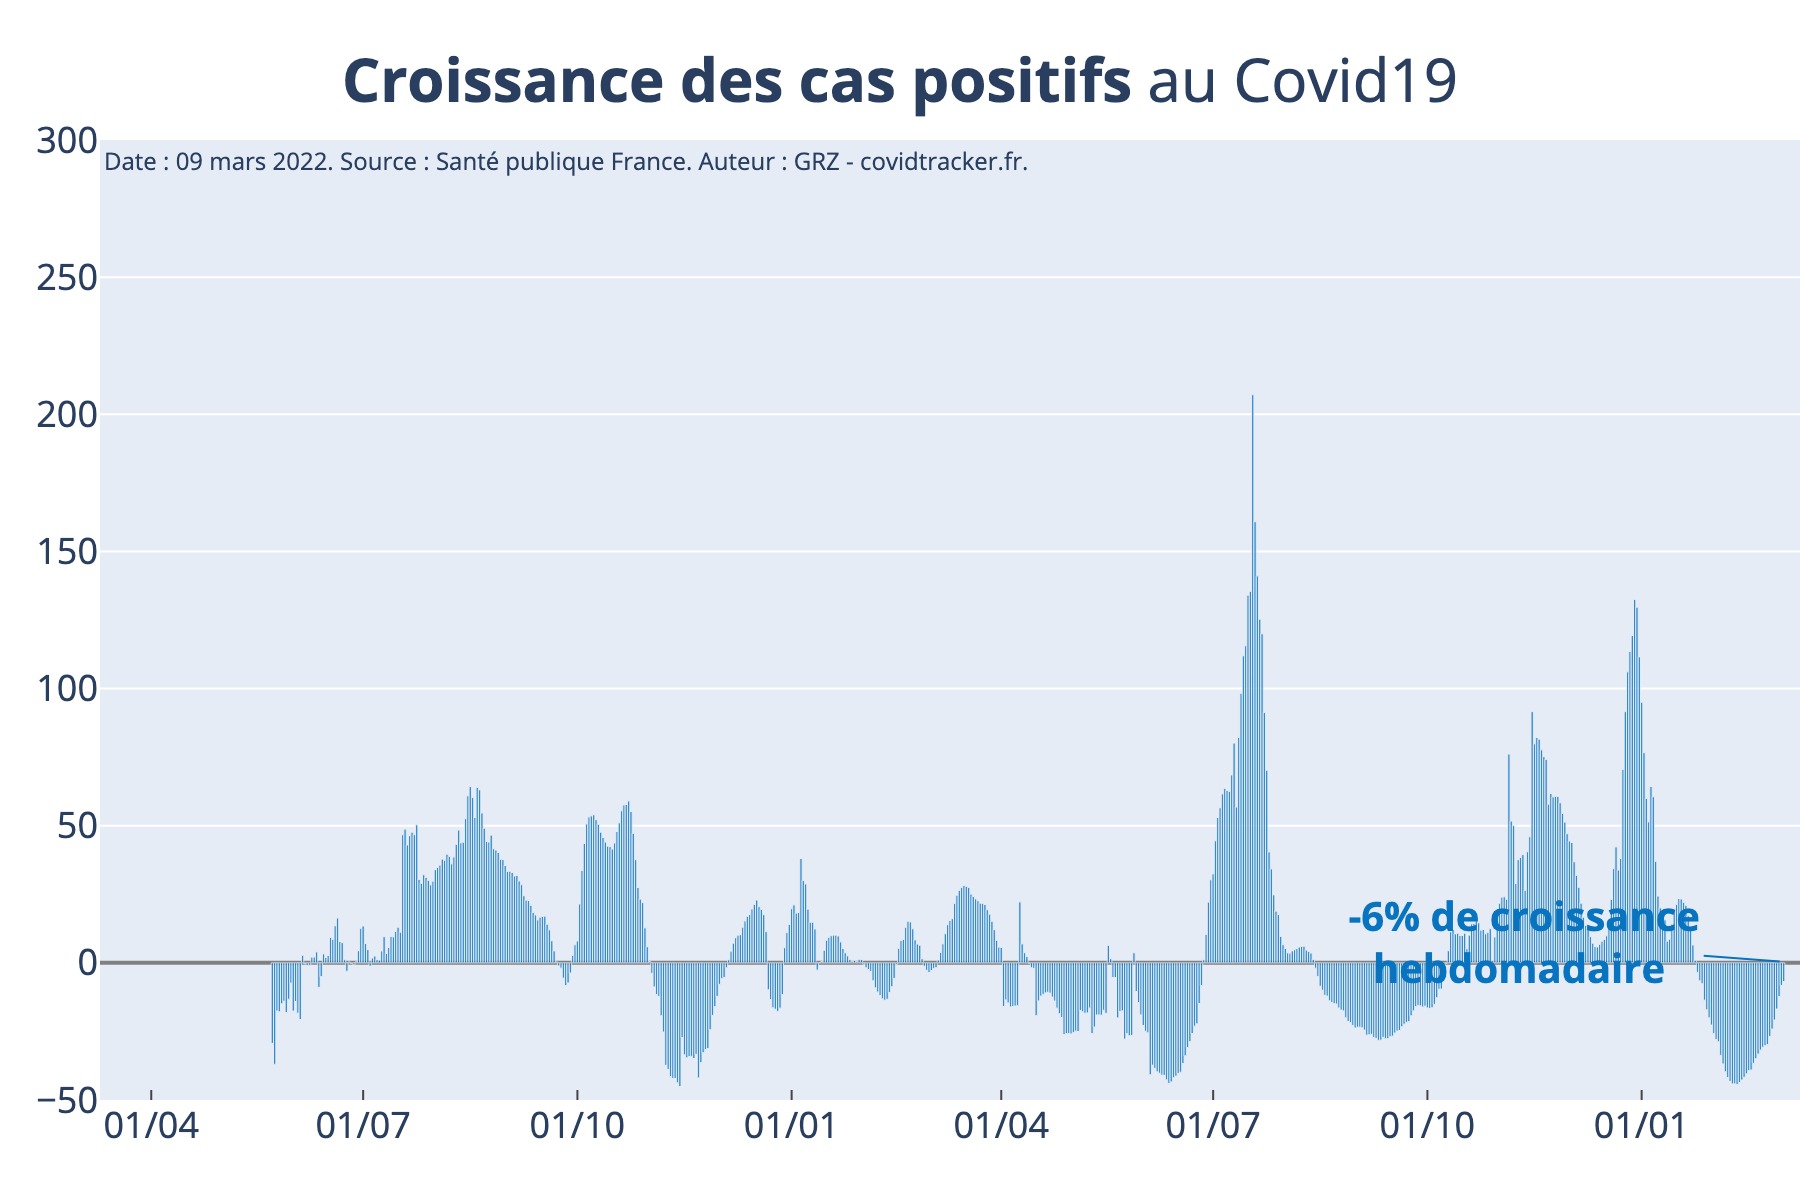 Croissance des cas positifs au Covid19
300
Date : 09 mars 2022. Source : Santé publique France. Auteur : GRZ - covidtracker.fr.
250
200
150
100
50
-6% de croissance
hebdomadaire
0
−50
01/04 01/07 01/10 01/01 01/04 01/07 01/10 01/01